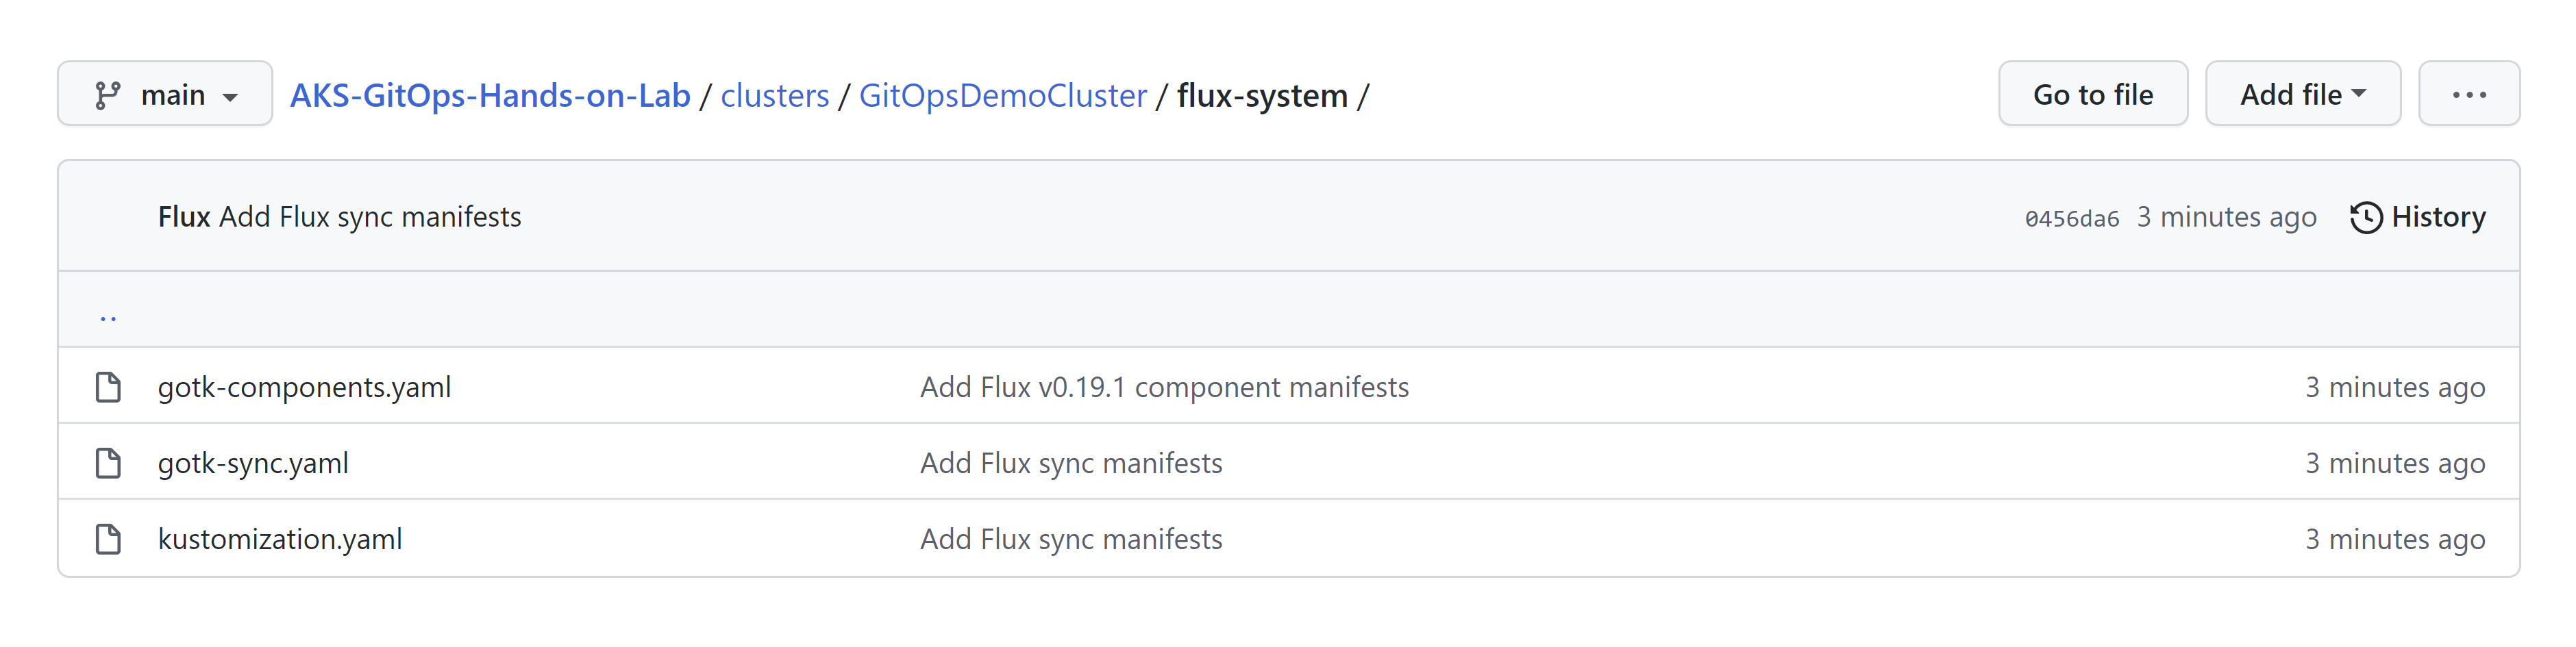 main AKS-GitOps-Hands-on-Lab / clusters / GitOpsDemoCluster / flux-system / Go to file Add file ...
Flux Add Flux sync manifests 0456da6 3 minutes ago History
..
gotk-components.yaml Add Flux v0.19.1 component manifests 3 minutes ago
gotk-sync.yaml Add Flux sync manifests 3 minutes ago
kustomization.yaml Add Flux sync manifests 3 minutes ago